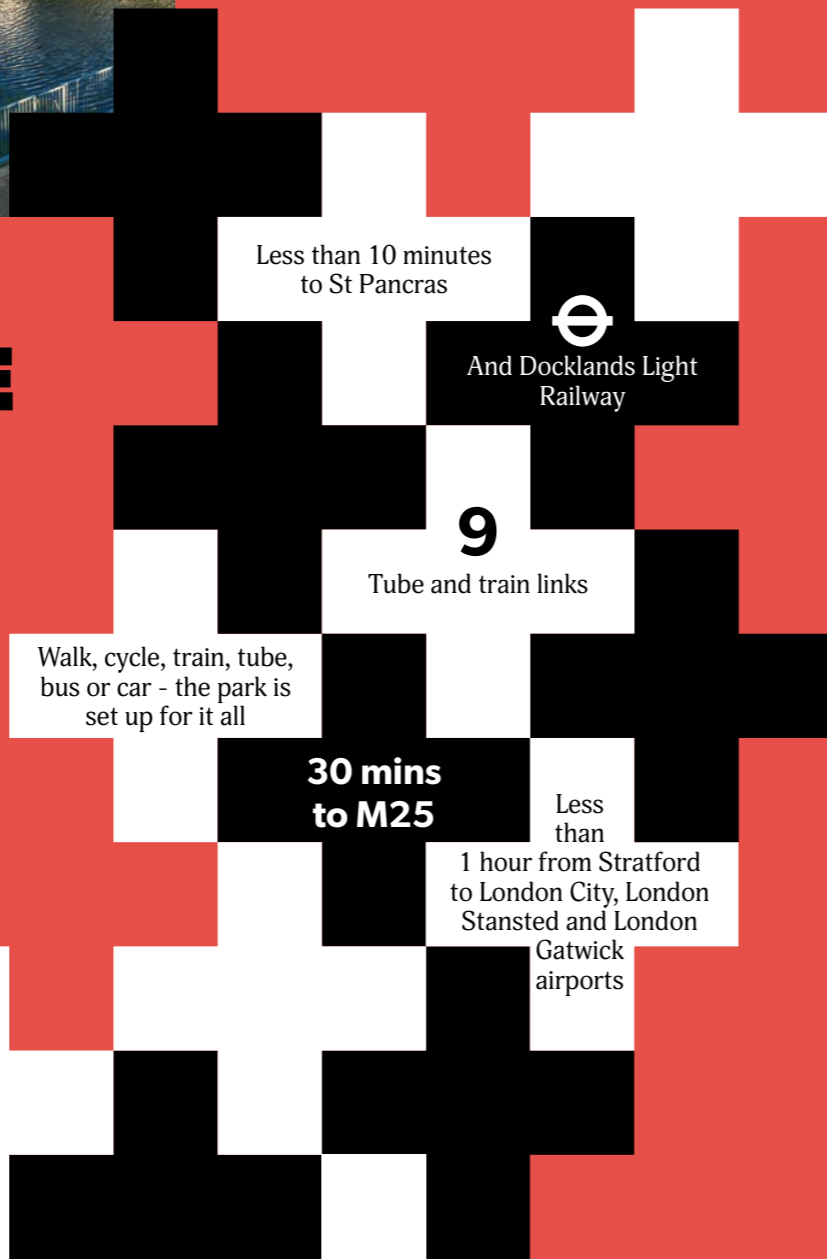 Less than 10 minutes
to St Pancras
And Docklands Light
Railway
9
Tube and train links
Walk, cycle, train, tube,
bus or car - the park is
set up for it all
30 mins
to M25
Less
than
1 hour from Stratford
to London City, London
Stansted and London
Gatwick
airports